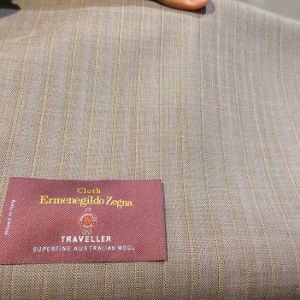 Cloth
Ermenegildo Zegna
TRAVELLER
SUPERFINE AUSTRALIAN WOOL